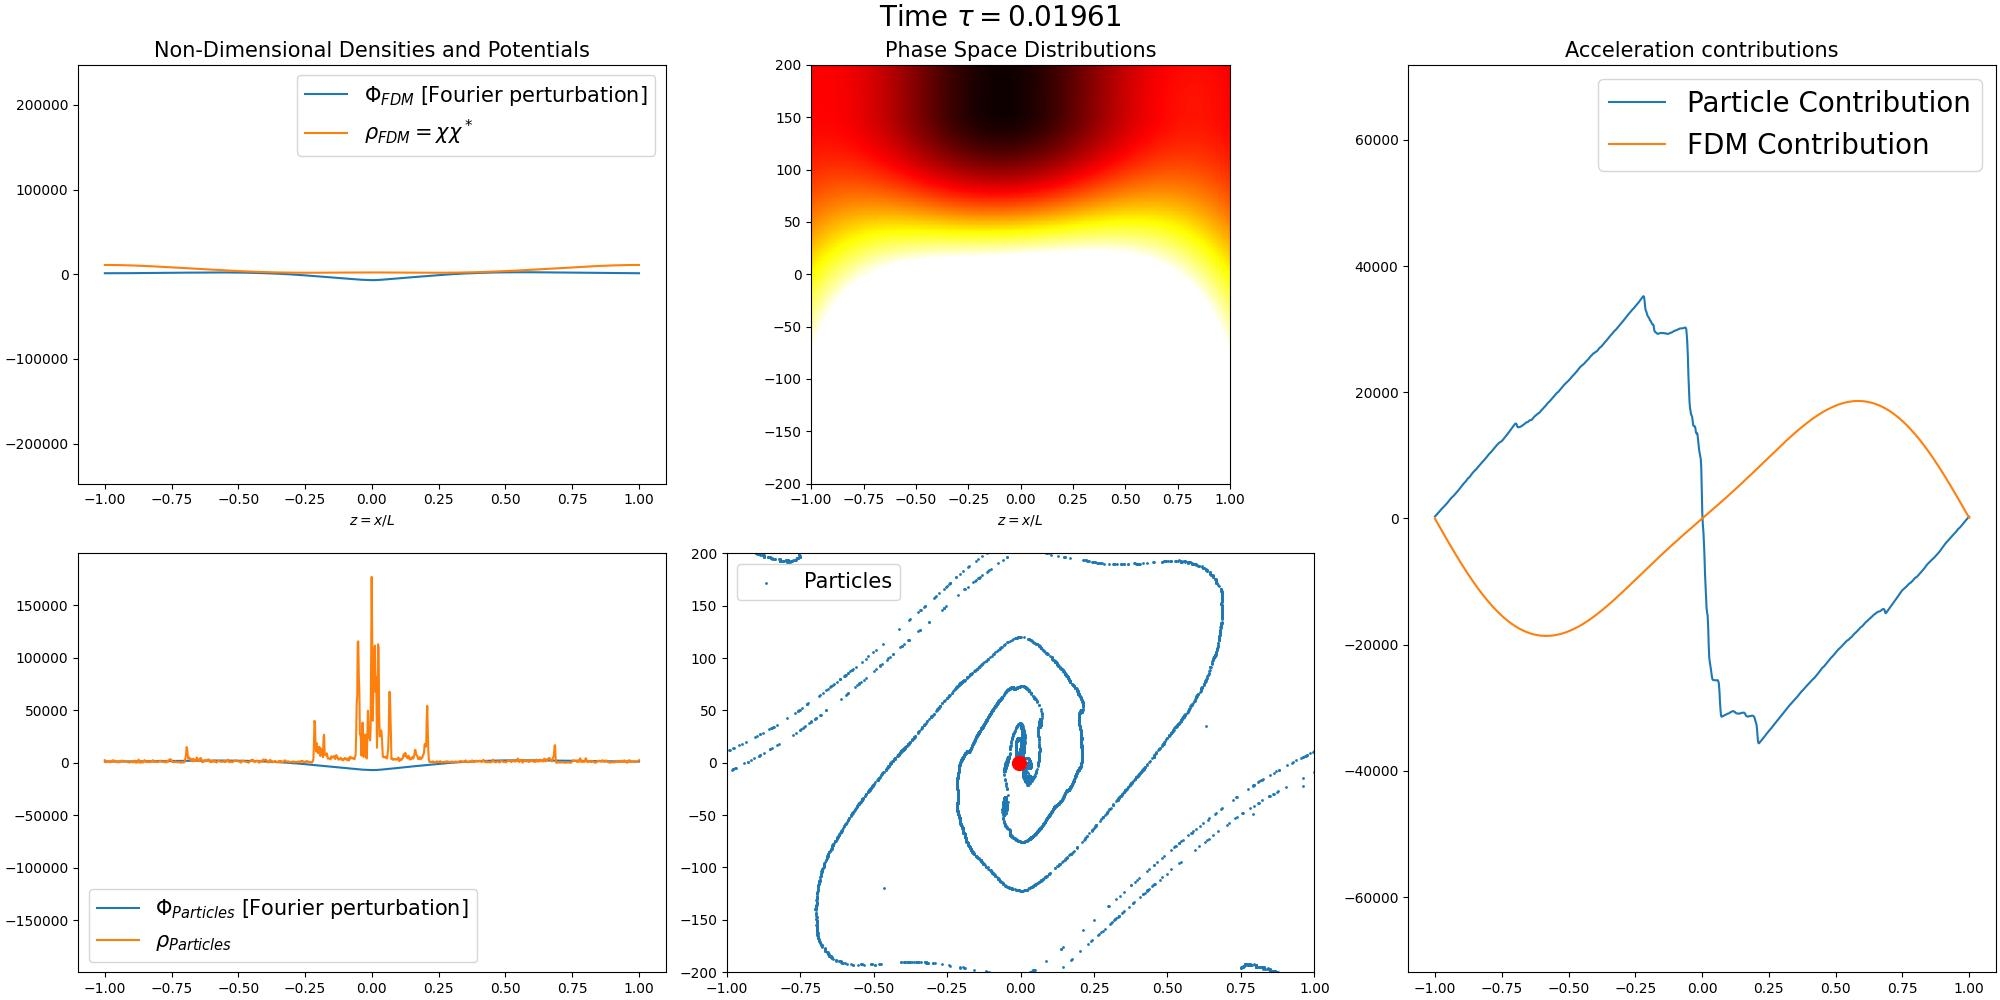 Time τ = 0.01961
Non-Dimensional Densities and Potentials
Φ_FDM [Fourier perturbation]
ρ_FDM = χχ*
200000
100000
0
−100000
−200000
−1.00 −0.75 −0.50 −0.25 0.00 0.25 0.50 0.75 1.00
z = x/L
Phase Space Distributions
200
150
100
50
0
−50
−100
−150
−200
−1.00 −0.75 −0.50 −0.25 0.00 0.25 0.50 0.75 1.00
z = x/L
Acceleration contributions
Particle Contribution
FDM Contribution
60000
40000
20000
0
−20000
−40000
−60000
−1.00 −0.75 −0.50 −0.25 0.00 0.25 0.50 0.75 1.00
150000
100000
50000
0
−50000
−100000
−150000
Φ_Particles [Fourier perturbation]
ρ_Particles
−1.00 −0.75 −0.50 −0.25 0.00 0.25 0.50 0.75 1.00
Particles
200
150
100
50
0
−50
−100
−150
−200
−1.00 −0.75 −0.50 −0.25 0.00 0.25 0.50 0.75 1.00